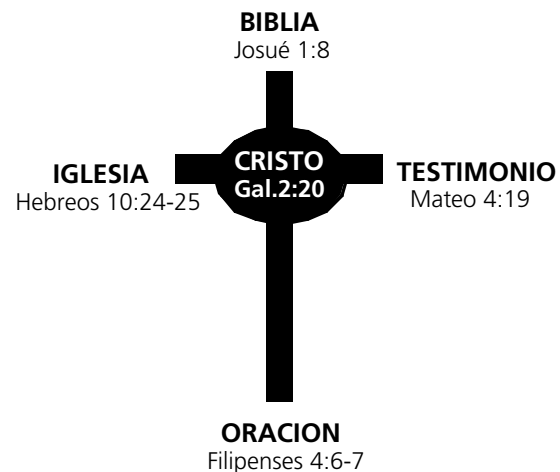 BIBLIA
Josué 1:8
CRISTO
Gal.2:20
IGLESIA
Hebreos 10:24-25
TESTIMONIO
Mateo 4:19
ORACION
Filipenses 4:6-7